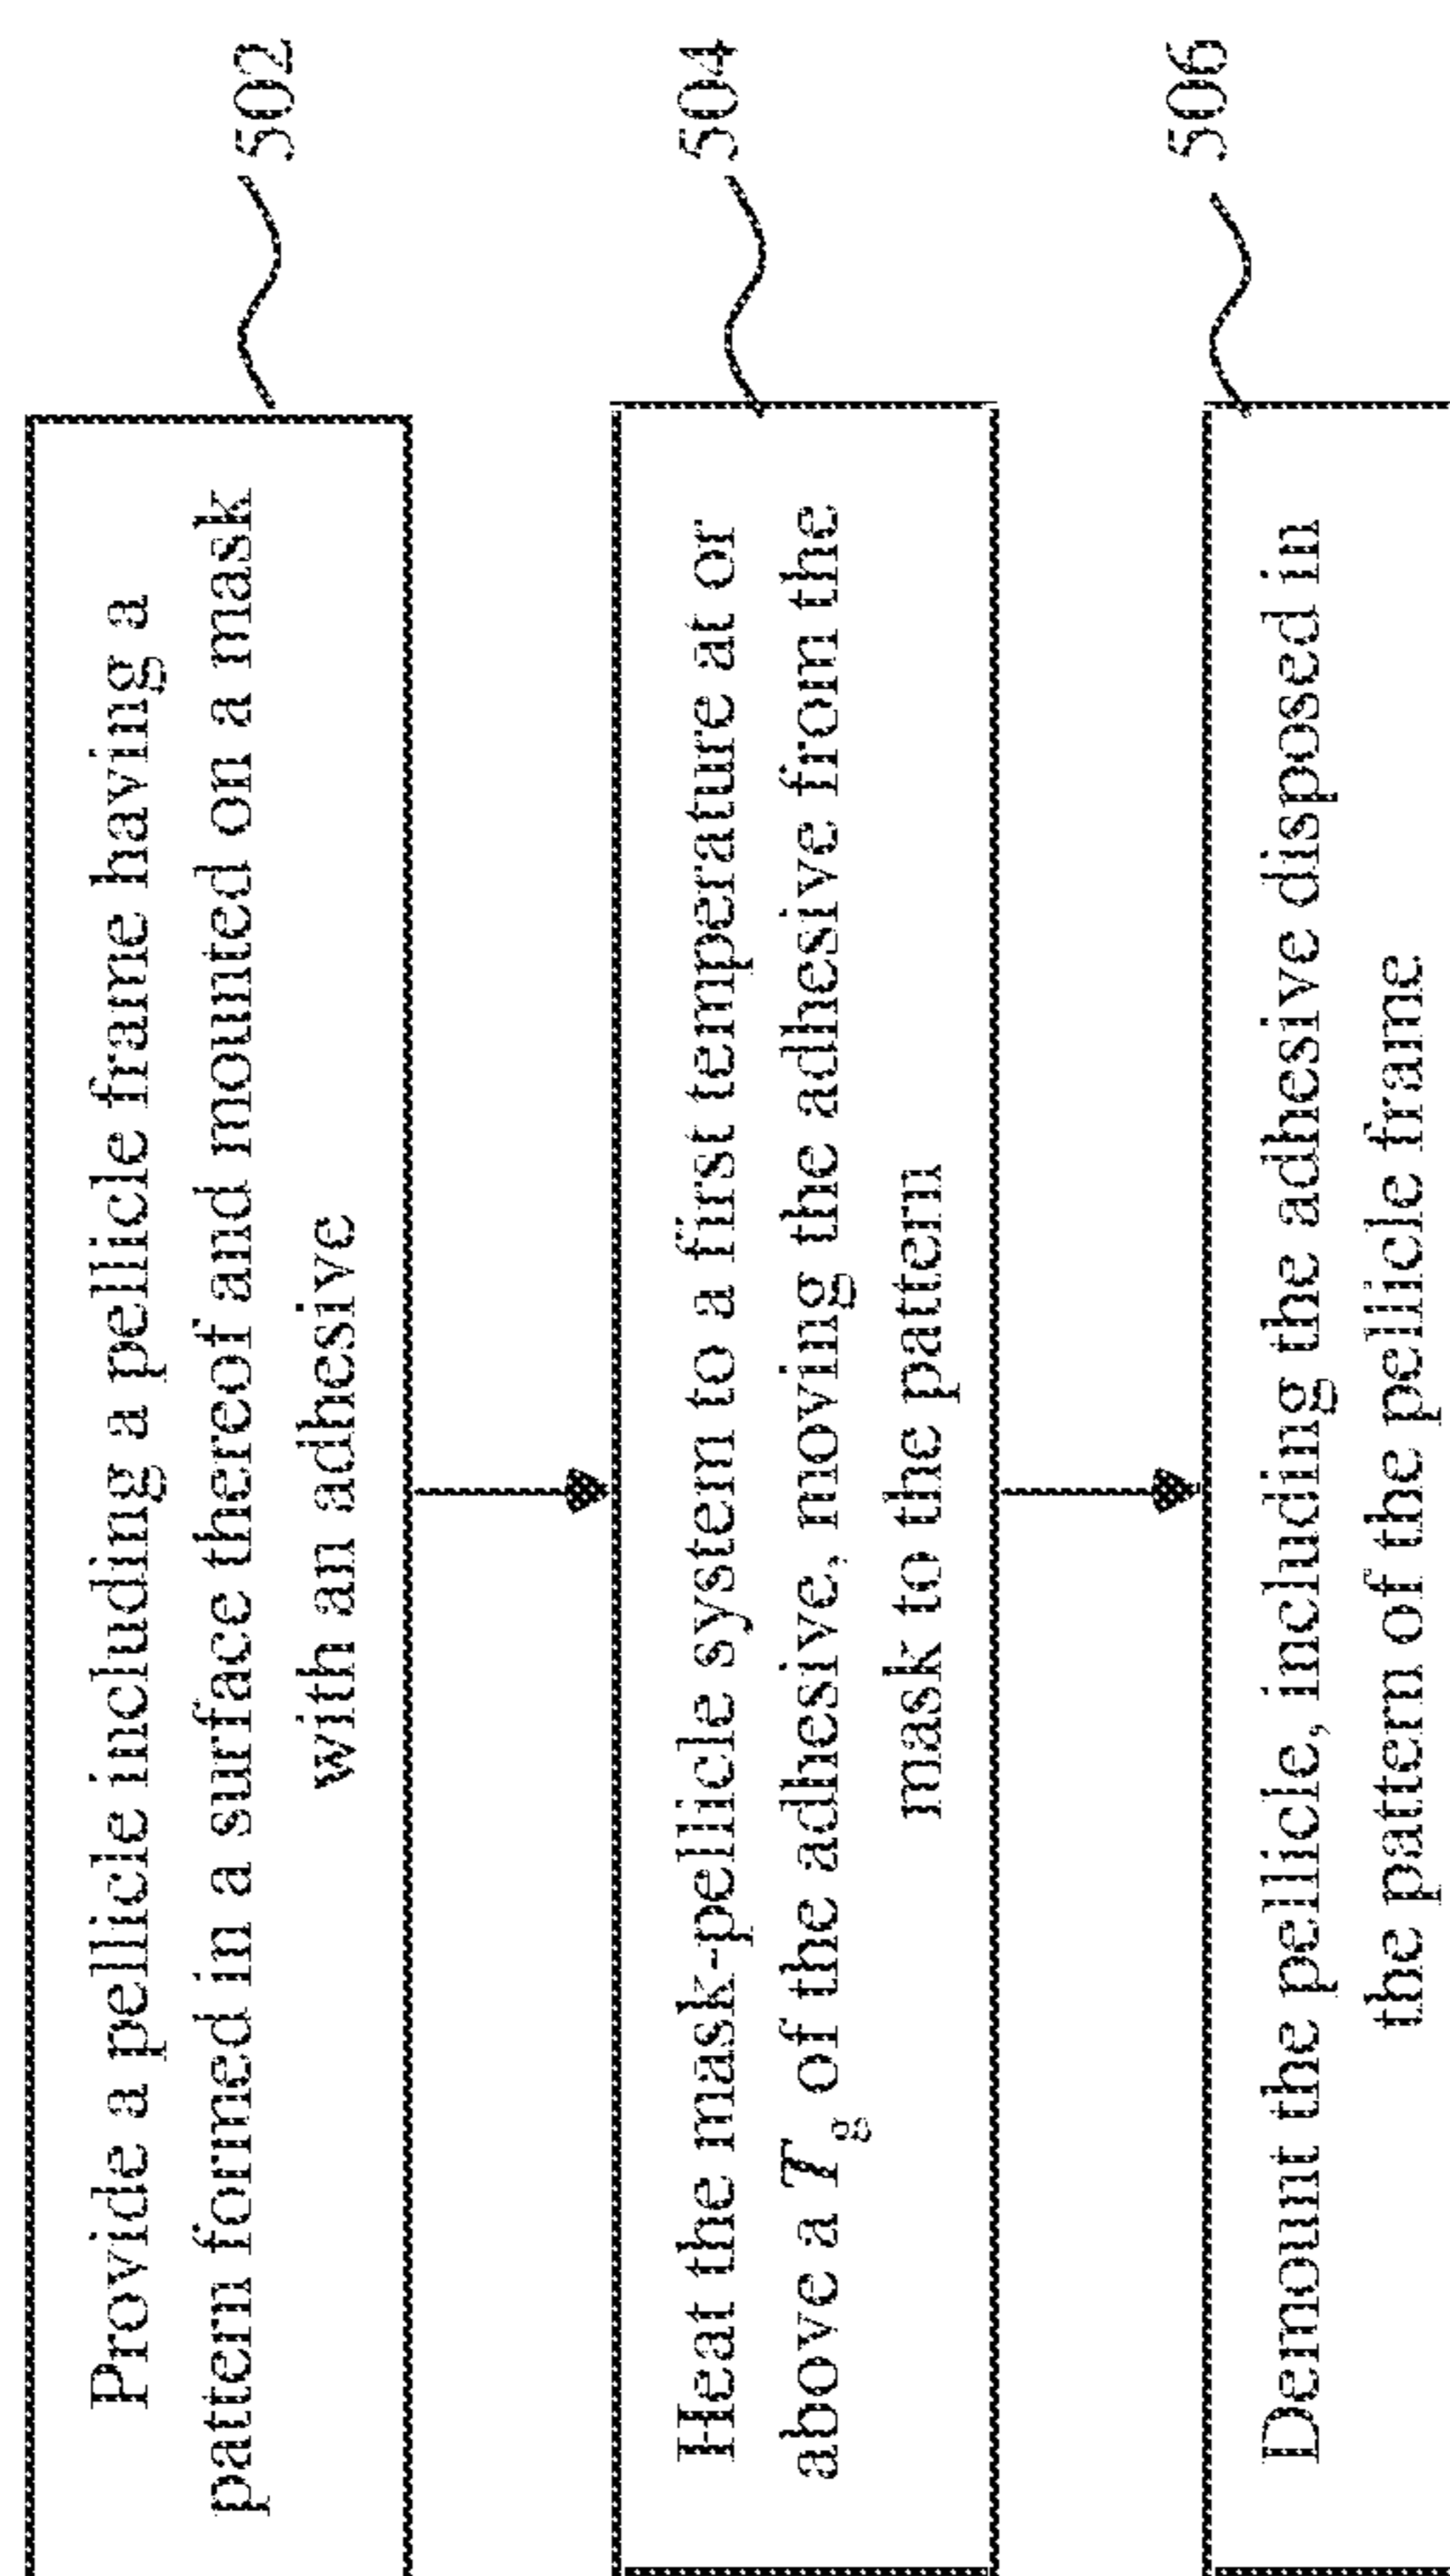 Provide a pellicle including a pellicle frame having a
pattern formed in a surface thereof and mounted on a mask
with an adhesive
502
Heat the mask-pellicle system to a first temperature at or
above a Tg of the adhesive, moving the adhesive from the
mask to the pattern
504
Demount the pellicle, including the adhesive disposed in
the pattern of the pellicle frame
506